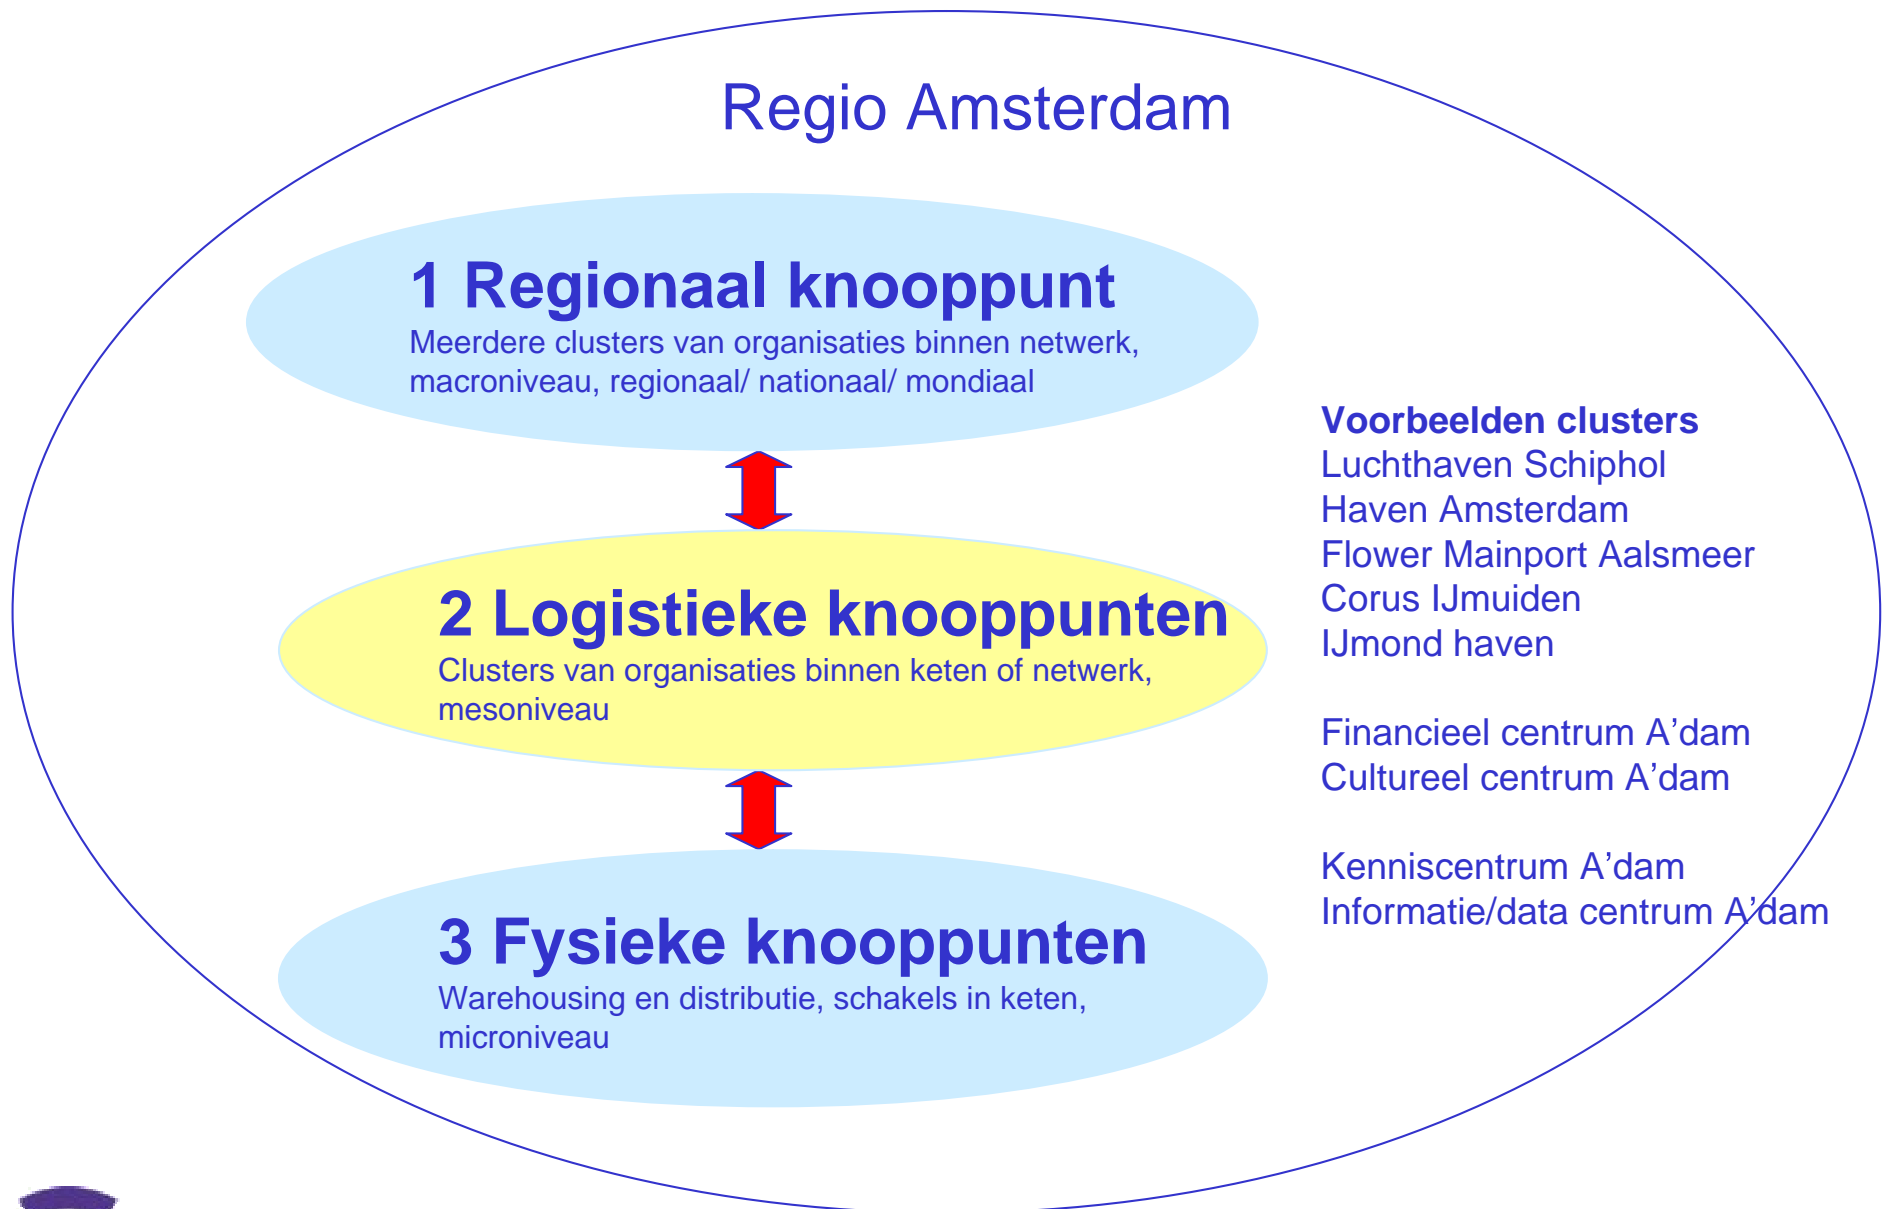 Regio Amsterdam
1 Regionaal knooppunt
Meerdere clusters van organisaties binnen netwerk,
macroniveau, regionaal/ nationaal/ mondiaal
2 Logistieke knooppunten
Clusters van organisaties binnen keten of netwerk,
mesoniveau
3 Fysieke knooppunten
Warehousing en distributie, schakels in keten,
microniveau
Voorbeelden clusters
Luchthaven Schiphol
Haven Amsterdam
Flower Mainport Aalsmeer
Corus IJmuiden
IJmond haven
Financieel centrum A’dam
Cultureel centrum A’dam
Kenniscentrum A’dam
Informatie/data centrum A’dam